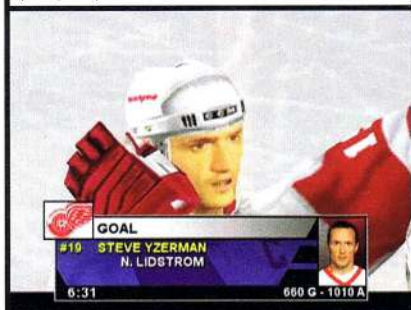 GOAL
#19 STEVE YZERMAN
N. LIDSTROM
6:31 660 G - 1010 A